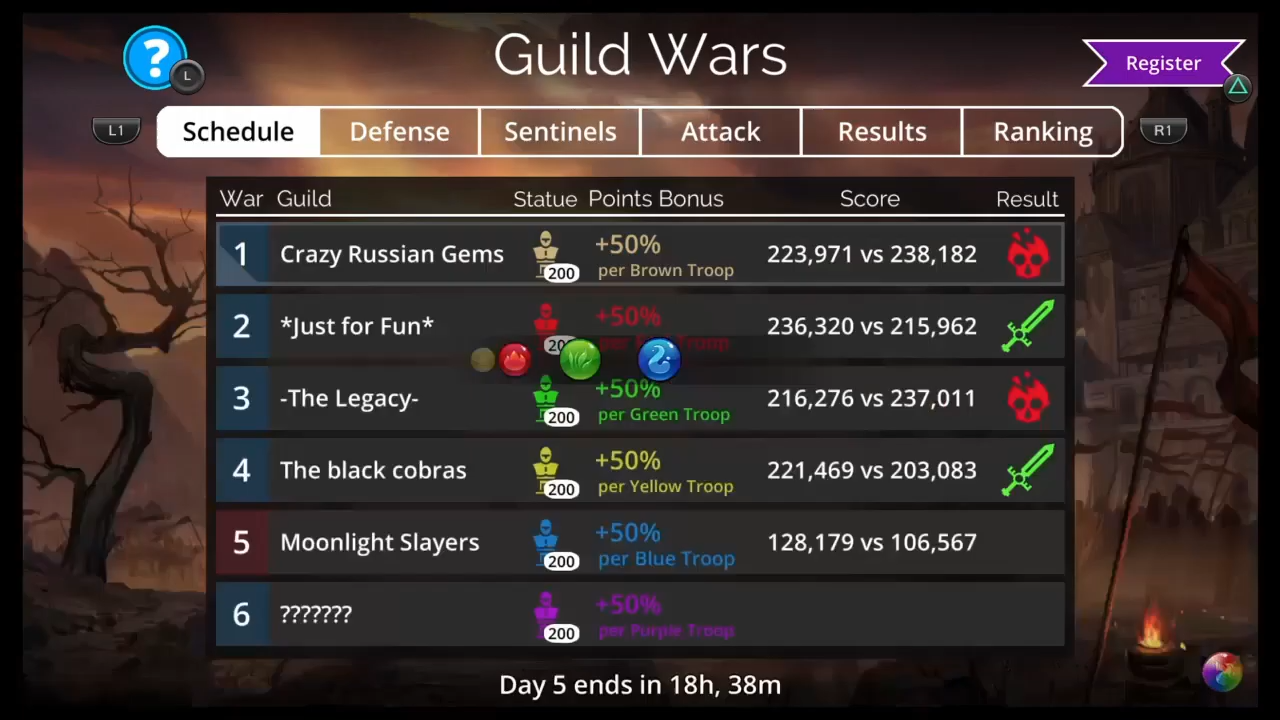 ?
L
Guild Wars
Register
L1
Schedule
Defense
Sentinels
Attack
Results
Ranking
R1
War Guild Statue Points Bonus Score Result
1 Crazy Russian Gems 200 +50% per Brown Troop 223,971 vs 238,182
2 *Just for Fun* +50% per Troop 236,320 vs 215,962
3 -The Legacy- 200 +50% per Green Troop 216,276 vs 237,011
4 The black cobras 200 +50% per Yellow Troop 221,469 vs 203,083
5 Moonlight Slayers 200 +50% per Blue Troop 128,179 vs 106,567
6 ??????? 200 +50% per Purple Troop
Day 5 ends in 18h, 38m